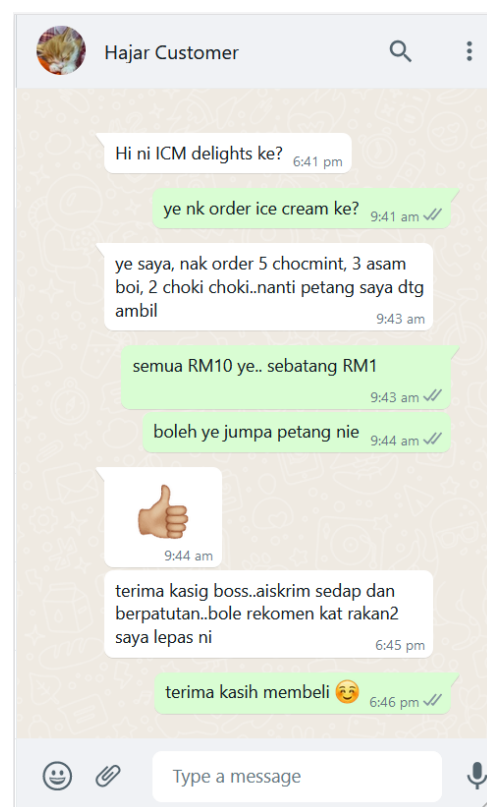 Hajar Customer
Hi ni ICM delights ke? 6:41 pm
ye nk order ice cream ke? 9:41 am
ye saya, nak order 5 chocmint, 3 asam
boi, 2 choki choki..nanti petang saya dtg
ambil 9:43 am
semua RM10 ye.. sebatang RM1
9:43 am
boleh ye jumpa petang nie 9:44 am
9:44 am
terima kasig boss..aiskrim sedap dan
berpatutan..bole rekomen kat rakan2
saya lepas ni 6:45 pm
terima kasih membeli 6:46 pm
Type a message